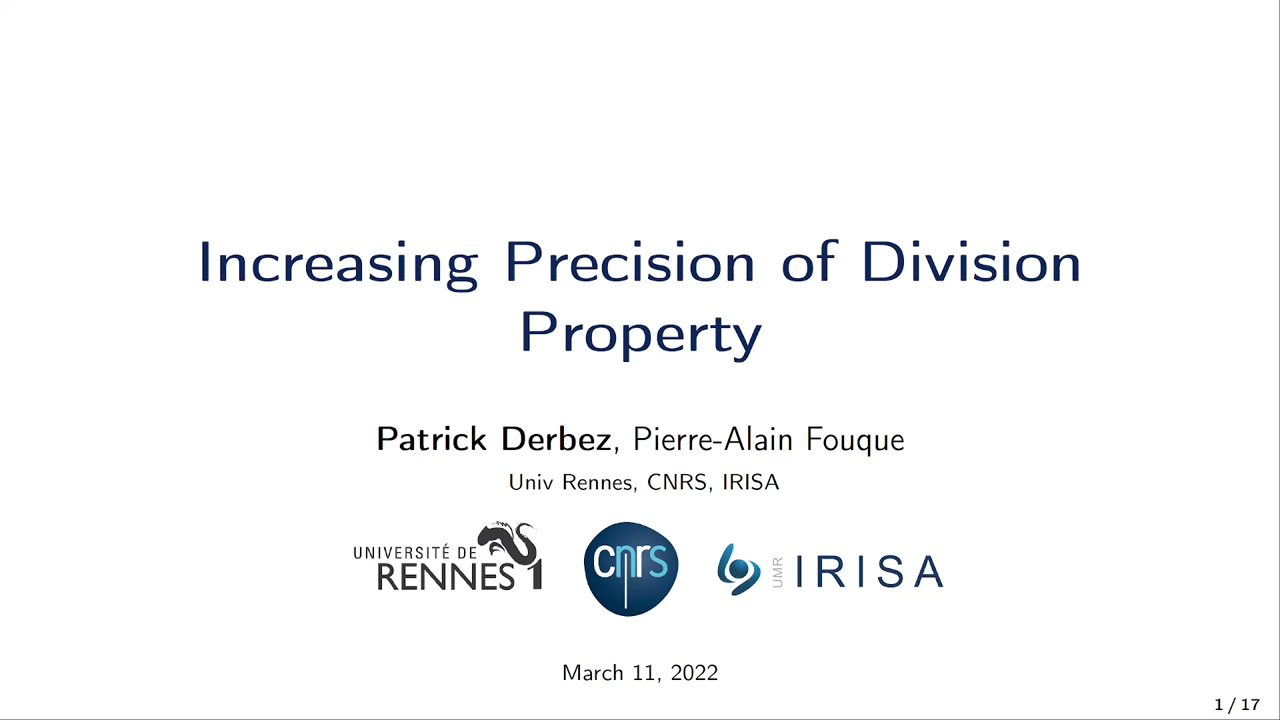 Increasing Precision of Division
Property
Patrick Derbez, Pierre-Alain Fouque
Univ Rennes, CNRS, IRISA
UNIVERSITÉ DE
RENNES 1
cnrs
UMR IRISA
March 11, 2022
1 / 17